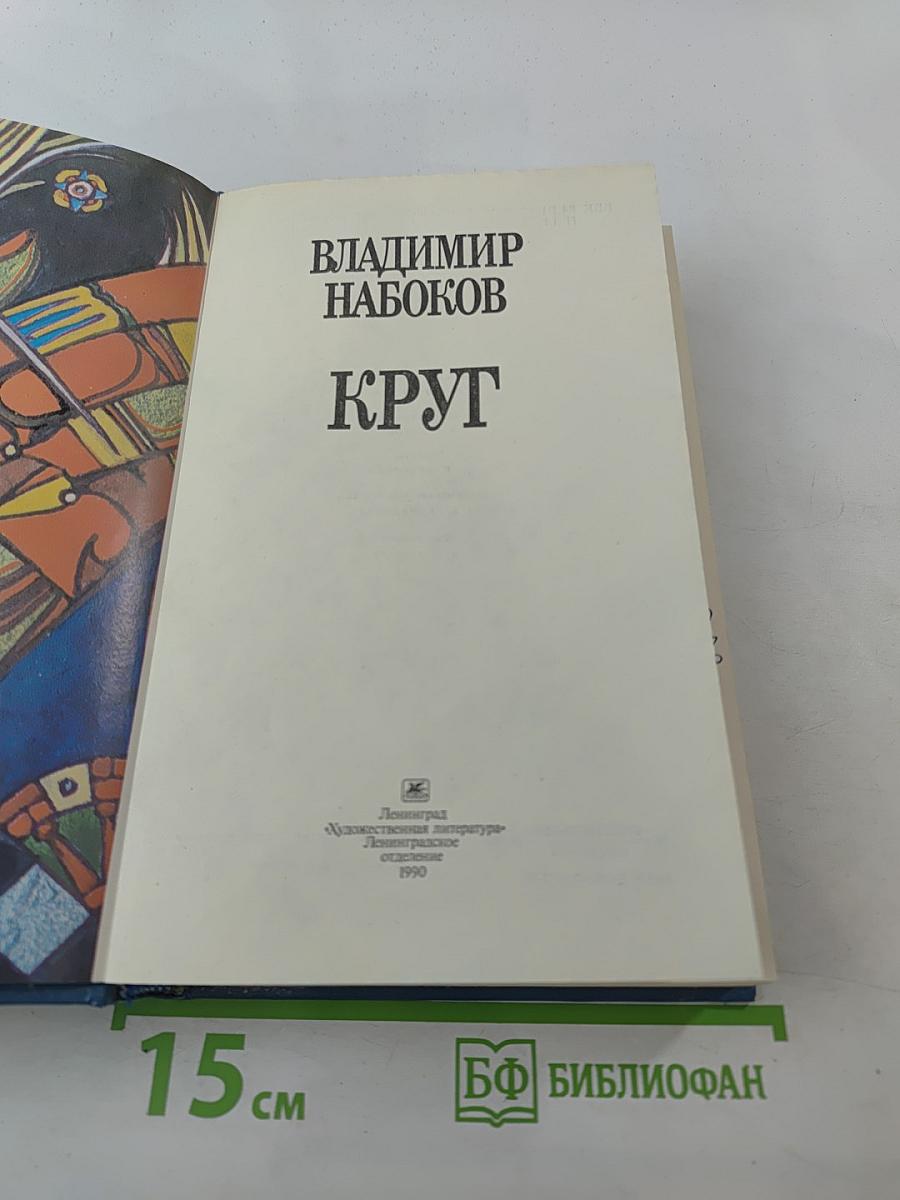 ВЛАДИМИР
НАБОКОВ
КРУГ
Ленинград
«Художественная литература»
Ленинградское
отделение
1990
15 см
БФ БИБЛИОФАН